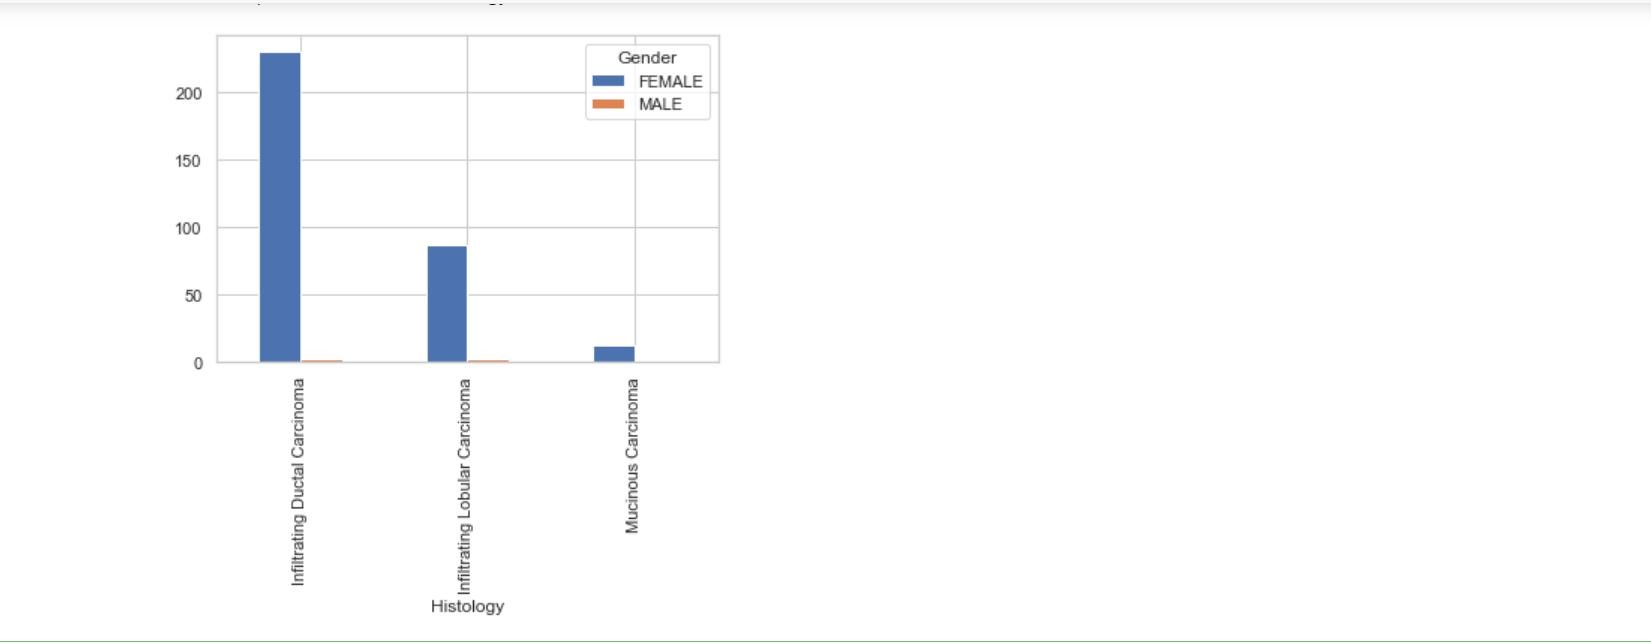 Gender
FEMALE
MALE
200
150
100
50
0
Infiltrating Ductal Carcinoma
Infiltrating Lobular Carcinoma
Mucinous Carcinoma
Histology